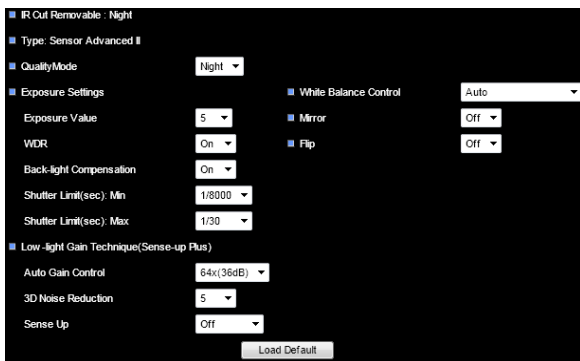 IR Cut Removable : Night
Type: Sensor Advanced II
QualityMode Night
Exposure Settings White Balance Control Auto
Exposure Value 5 Mirror Off
WDR On Flip Off
Back-light Compensation On
Shutter Limit(sec): Min 1/8000
Shutter Limit(sec): Max 1/30
Low-light Gain Technique(Sense-up Plus)
Auto Gain Control 64x(36dB)
3D Noise Reduction 5
Sense Up Off
Load Default